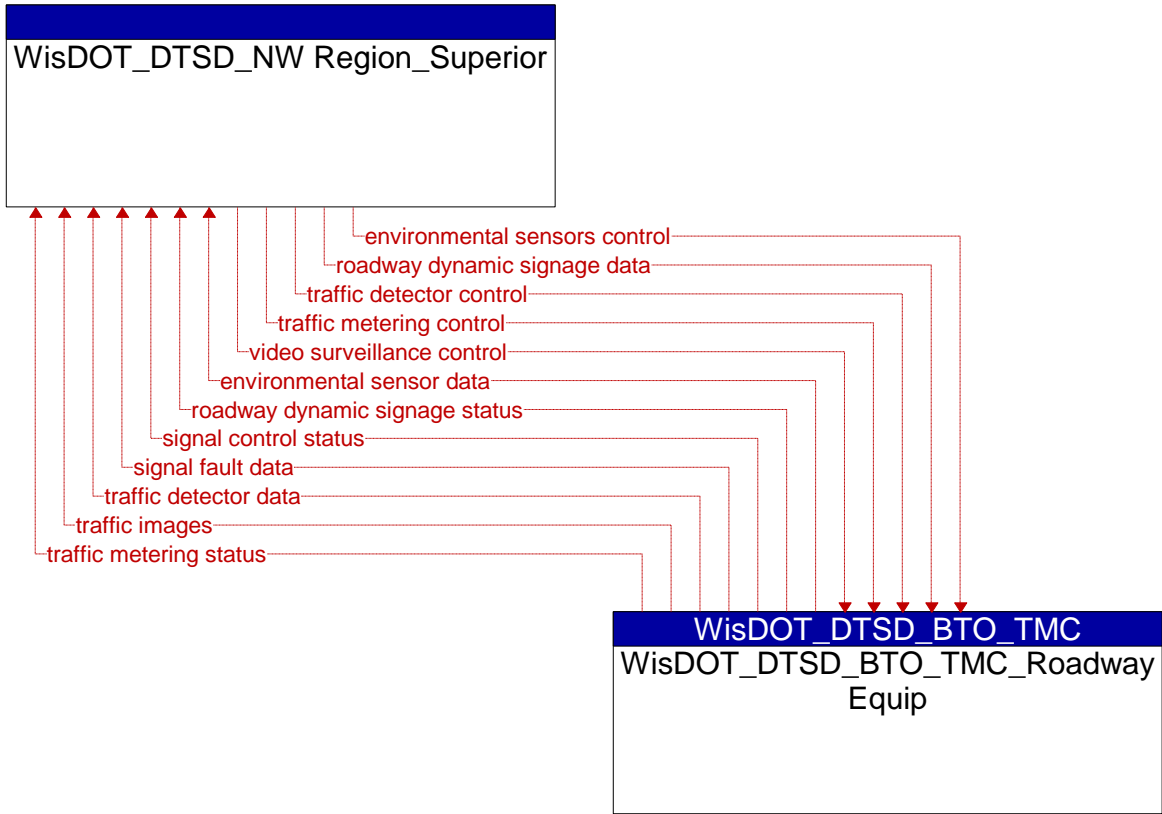 WisDOT_DTSD_NW Region_Superior
environmental sensors control
roadway dynamic signage data
traffic detector control
traffic metering control
video surveillance control
environmental sensor data
roadway dynamic signage status
signal control status
signal fault data
traffic detector data
traffic images
traffic metering status
WisDOT_DTSD_BTO_TMC
WisDOT_DTSD_BTO_TMC_Roadway
Equip